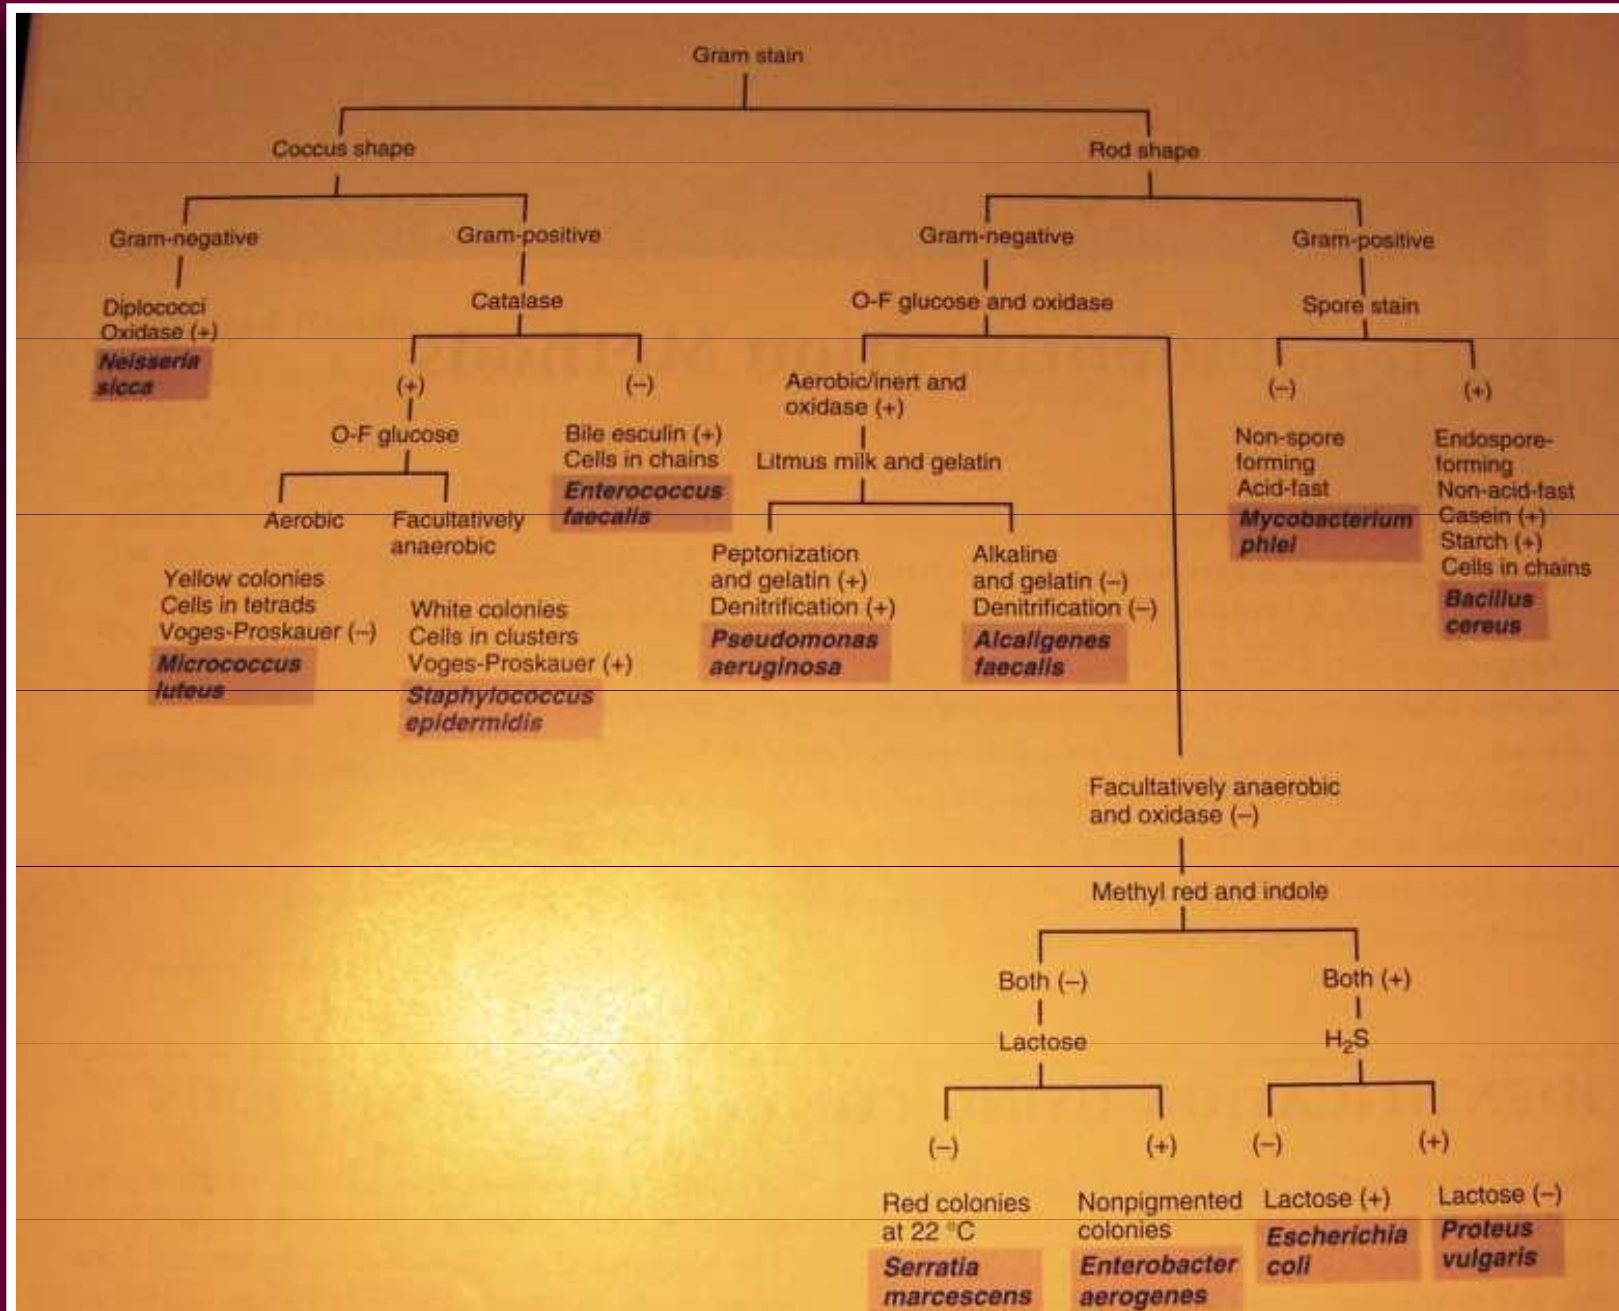 Gram stain
Coccus shape
Rod shape
Gram-negative
Gram-positive
Gram-negative
Gram-positive
Diplococci
Oxidase (+)
Neisseria
sicca
Catalase
(+)
(–)
O-F glucose
Aerobic
Facultatively
anaerobic
Yellow colonies
Cells in tetrads
Voges-Proskauer (–)
Micrococcus
luteus
White colonies
Cells in clusters
Voges-Proskauer (+)
Staphylococcus
epidermidis
Bile esculin (+)
Cells in chains
Enterococcus
faecalis
O-F glucose and oxidase
Aerobic/inert and
oxidase (+)
Litmus milk and gelatin
Peptonization
and gelatin (+)
Denitrification (+)
Pseudomonas
aeruginosa
Alkaline
and gelatin (–)
Denitrification (–)
Alcaligenes
faecalis
Spore stain
(–)
(+)
Non-spore
forming
Acid-fast
Mycobacterium
phlei
Endospore-
forming
Non-acid-fast
Casein (+)
Starch (+)
Cells in chains
Bacillus
cereus
Facultatively anaerobic
and oxidase (–)
Methyl red and indole
Both (–)
Both (+)
Lactose
H₂S
(–)
(+)
(–)
(+)
Red colonies
at 22 °C
Serratia
marcescens
Nonpigmented
colonies
Enterobacter
aerogenes
Lactose (+)
Escherichia
coli
Lactose (–)
Proteus
vulgaris